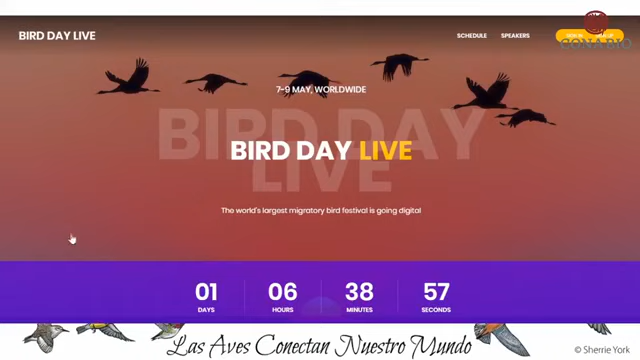 BIRD DAY LIVE
SCHEDULE SPEAKERS
CONABIO
7-9 MAY, WORLDWIDE
BIRD DAY
LIVE
BIRD DAY LIVE
The world's largest migratory bird festival is going digital
01 06 38 57
DAYS HOURS MINUTES SECONDS
Las Aves Conectan Nuestro Mundo
© Sherrie York